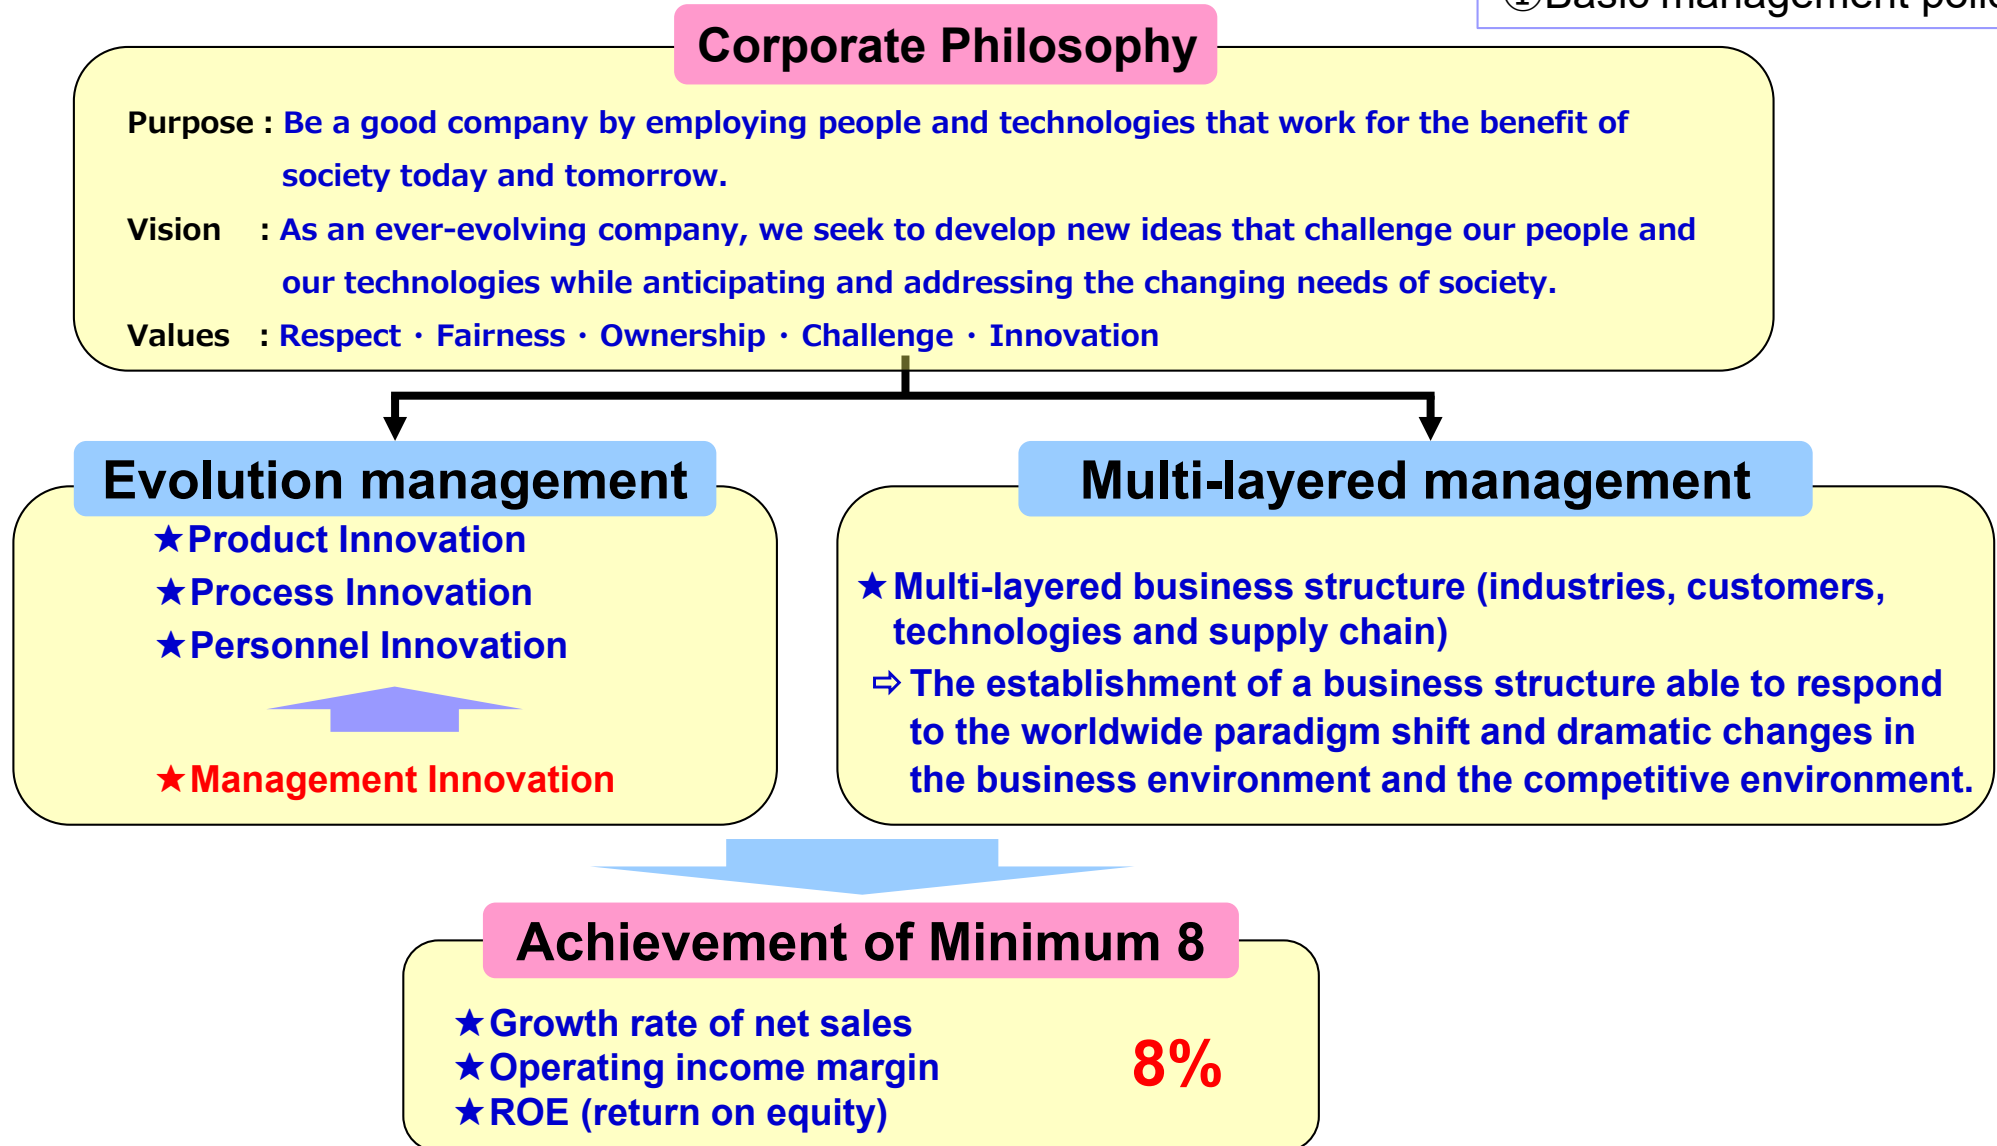 ①Basic management
Corporate Philosophy
Purpose : Be a good company by employing people and technologies that work for the benefit of
society today and tomorrow.
Vision : As an ever-evolving company, we seek to develop new ideas that challenge our people and
our technologies while anticipating and addressing the changing needs of society.
Values : Respect・Fairness・Ownership・Challenge・Innovation
Evolution management
★Product Innovation
★Process Innovation
★Personnel Innovation
★Management Innovation
Multi-layered management
★Multi-layered business structure (industries, customers,
technologies and supply chain)
⇨The establishment of a business structure able to respond
to the worldwide paradigm shift and dramatic changes in
the business environment and the competitive environment.
Achievement of Minimum 8
★Growth rate of net sales
★Operating income margin
★ROE (return on equity)
8%